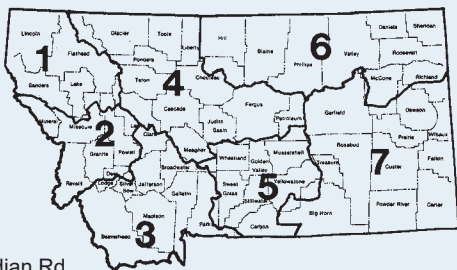 Lincoln
Flathead
Glacier
Toole
Liberty
Hill
Blaine
Phillips
Valley
Daniels
Sheridan
Roosevelt
Richland
McCone
1
6
Sanders
Lake
Pondera
Teton
4
Chouteau
Cascade
Fergus
Judith
Basin
Petroleum
Garfield
Dawson
Prairie
Wibaux
Mineral
Missoula
2
Powell
Granite
Ravalli
Lewis
Clark
Meagher
Broadwater
Jefferson
Gallatin
Silver
Bow
Madison
Beaverhead
3
Park
Wheatland
Golden
Valley
Musselshell
Sweet
Grass
Stillwater
Yellowstone
5
Carbon
Big Horn
Treasure
Rosebud
7
Custer
Fallon
Powder River
Carter
dian Rd